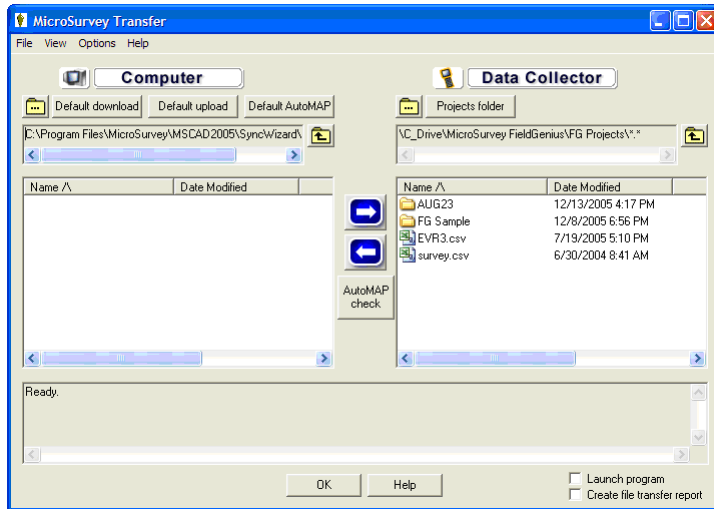 MicroSurvey Transfer
File View Options Help
Computer
Data Collector
Default download Default upload Default AutoMAP
Projects folder
C:\Program Files\MicroSurvey\MSCAD2005\SyncWizard\
\C_Drive\MicroSurvey FieldGenius\FG Projects\*.*
Name /\ Date Modified
Name /\ Date Modified
AUG23 12/13/2005 4:17 PM
FG Sample 12/8/2005 6:56 PM
EVR3.csv 7/19/2005 5:10 PM
survey.csv 6/30/2004 8:41 AM
AutoMAP
check
Ready.
OK Help
Launch program
Create file transfer report